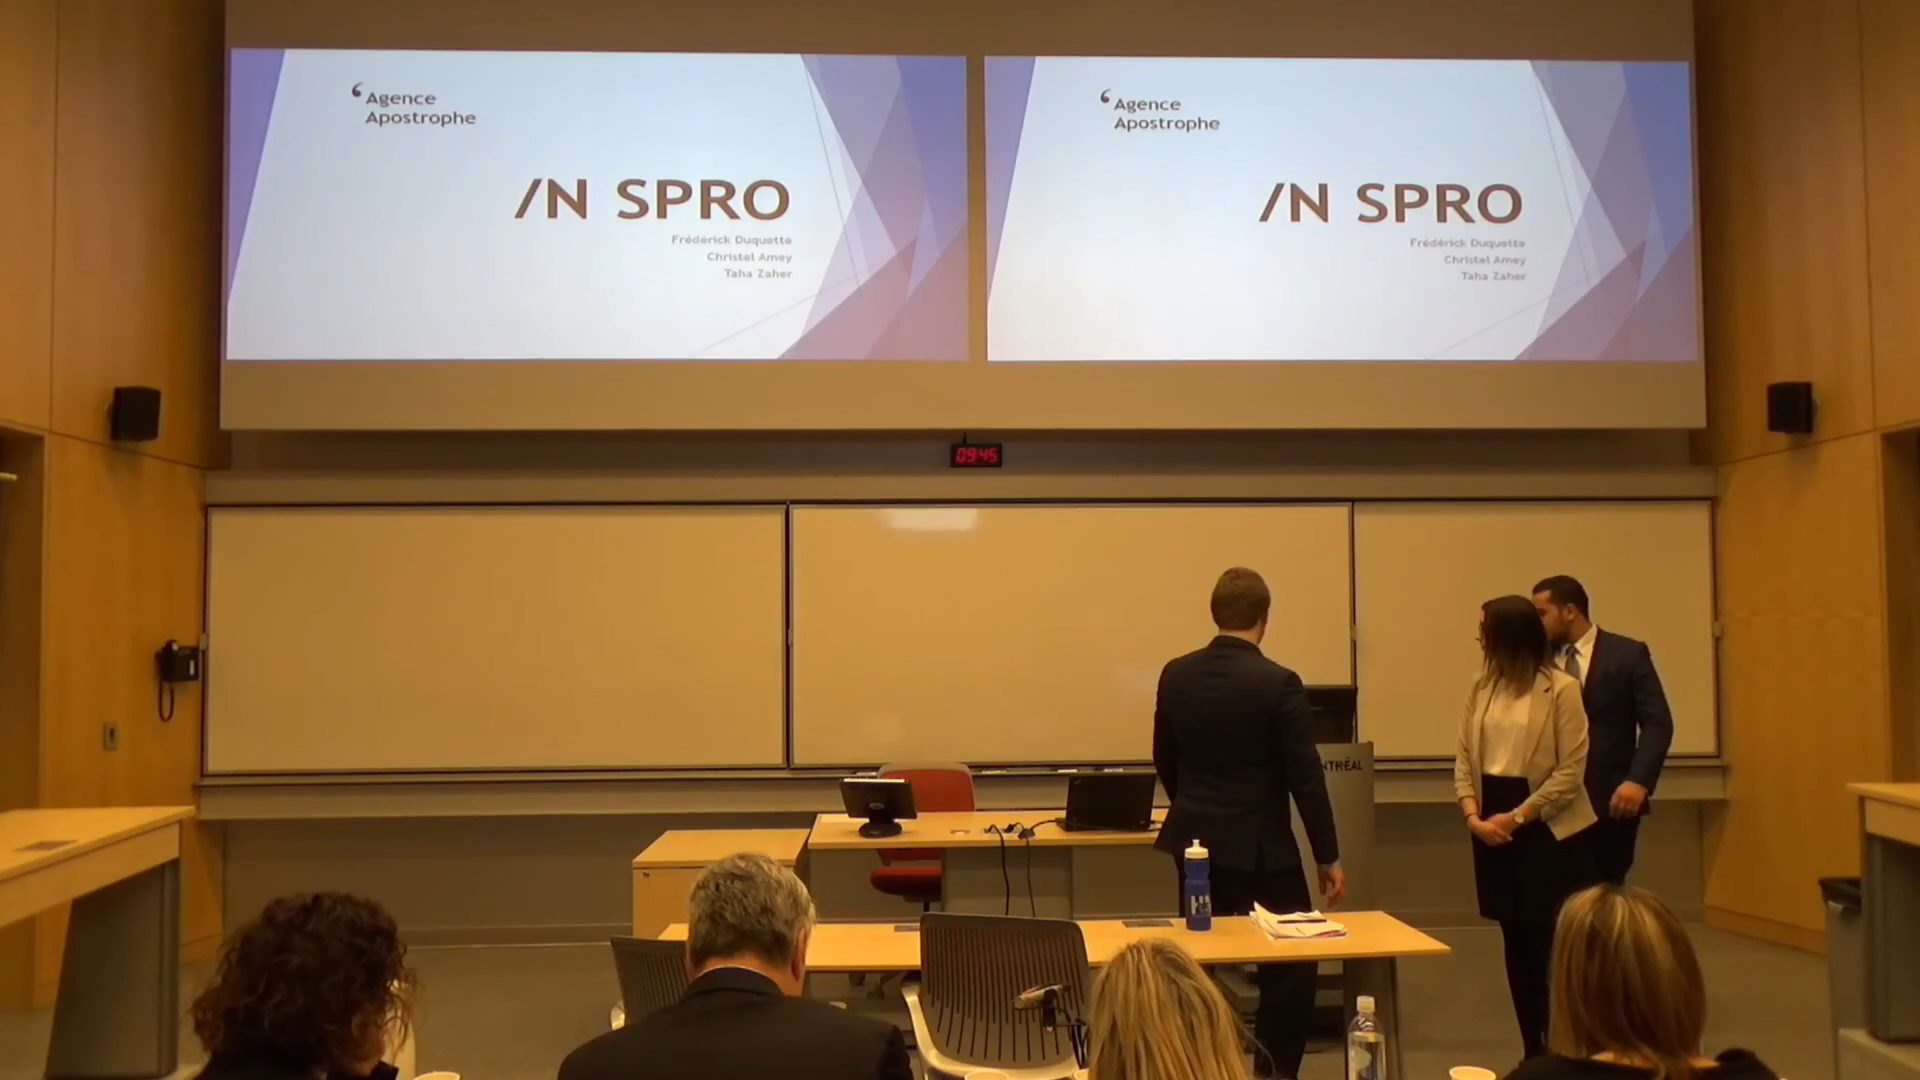 ‘Agence
Apostrophe
/N SPRO
Frédérick Duquette
Christel Amey
Taha Zaher
‘Agence
Apostrophe
/N SPRO
Frédérick Duquette
Christel Amey
Taha Zaher
09:45
NTRÉAL